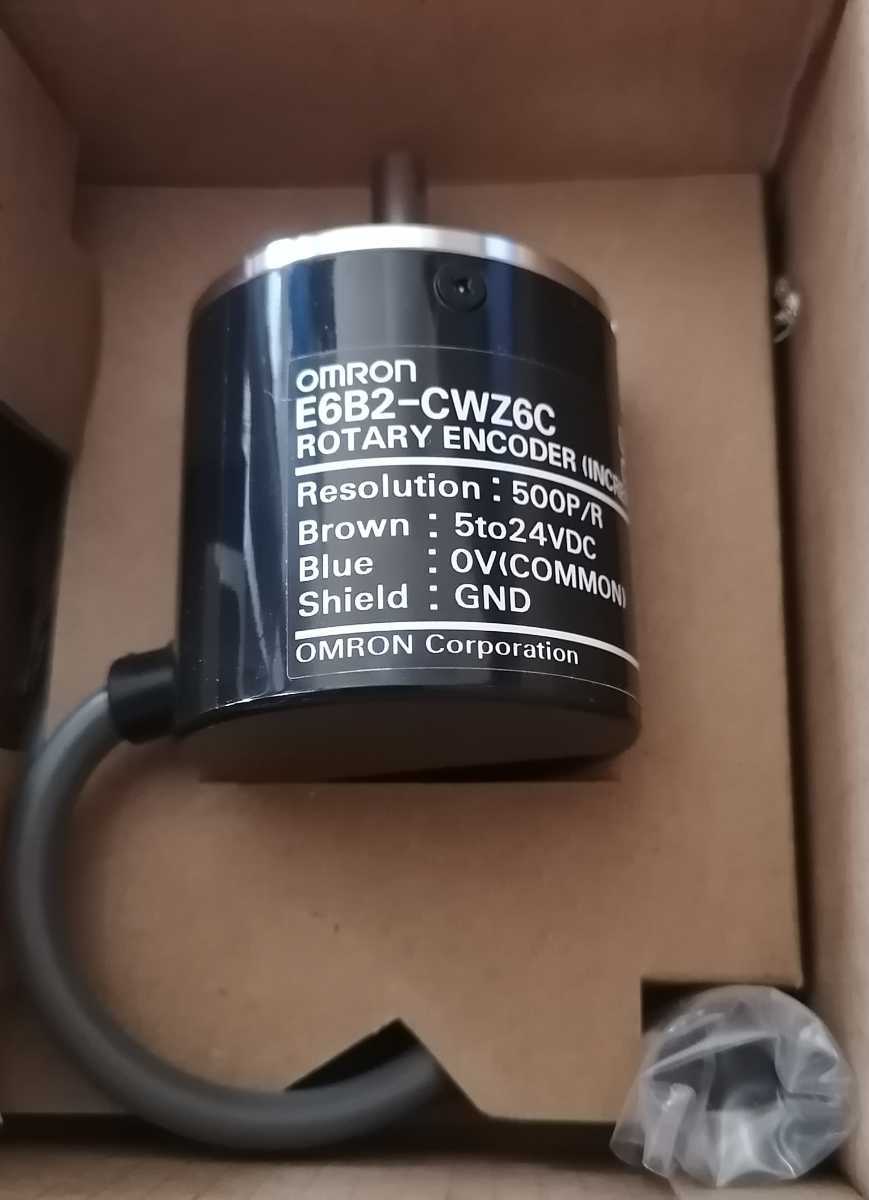 OMRON
E6B2-CWZ6C
ROTARY ENCODER
Resolution : 500P/R
Brown : 5to24VDC
Blue : 0V(COMMON)
Shield : GND
OMRON Corporation